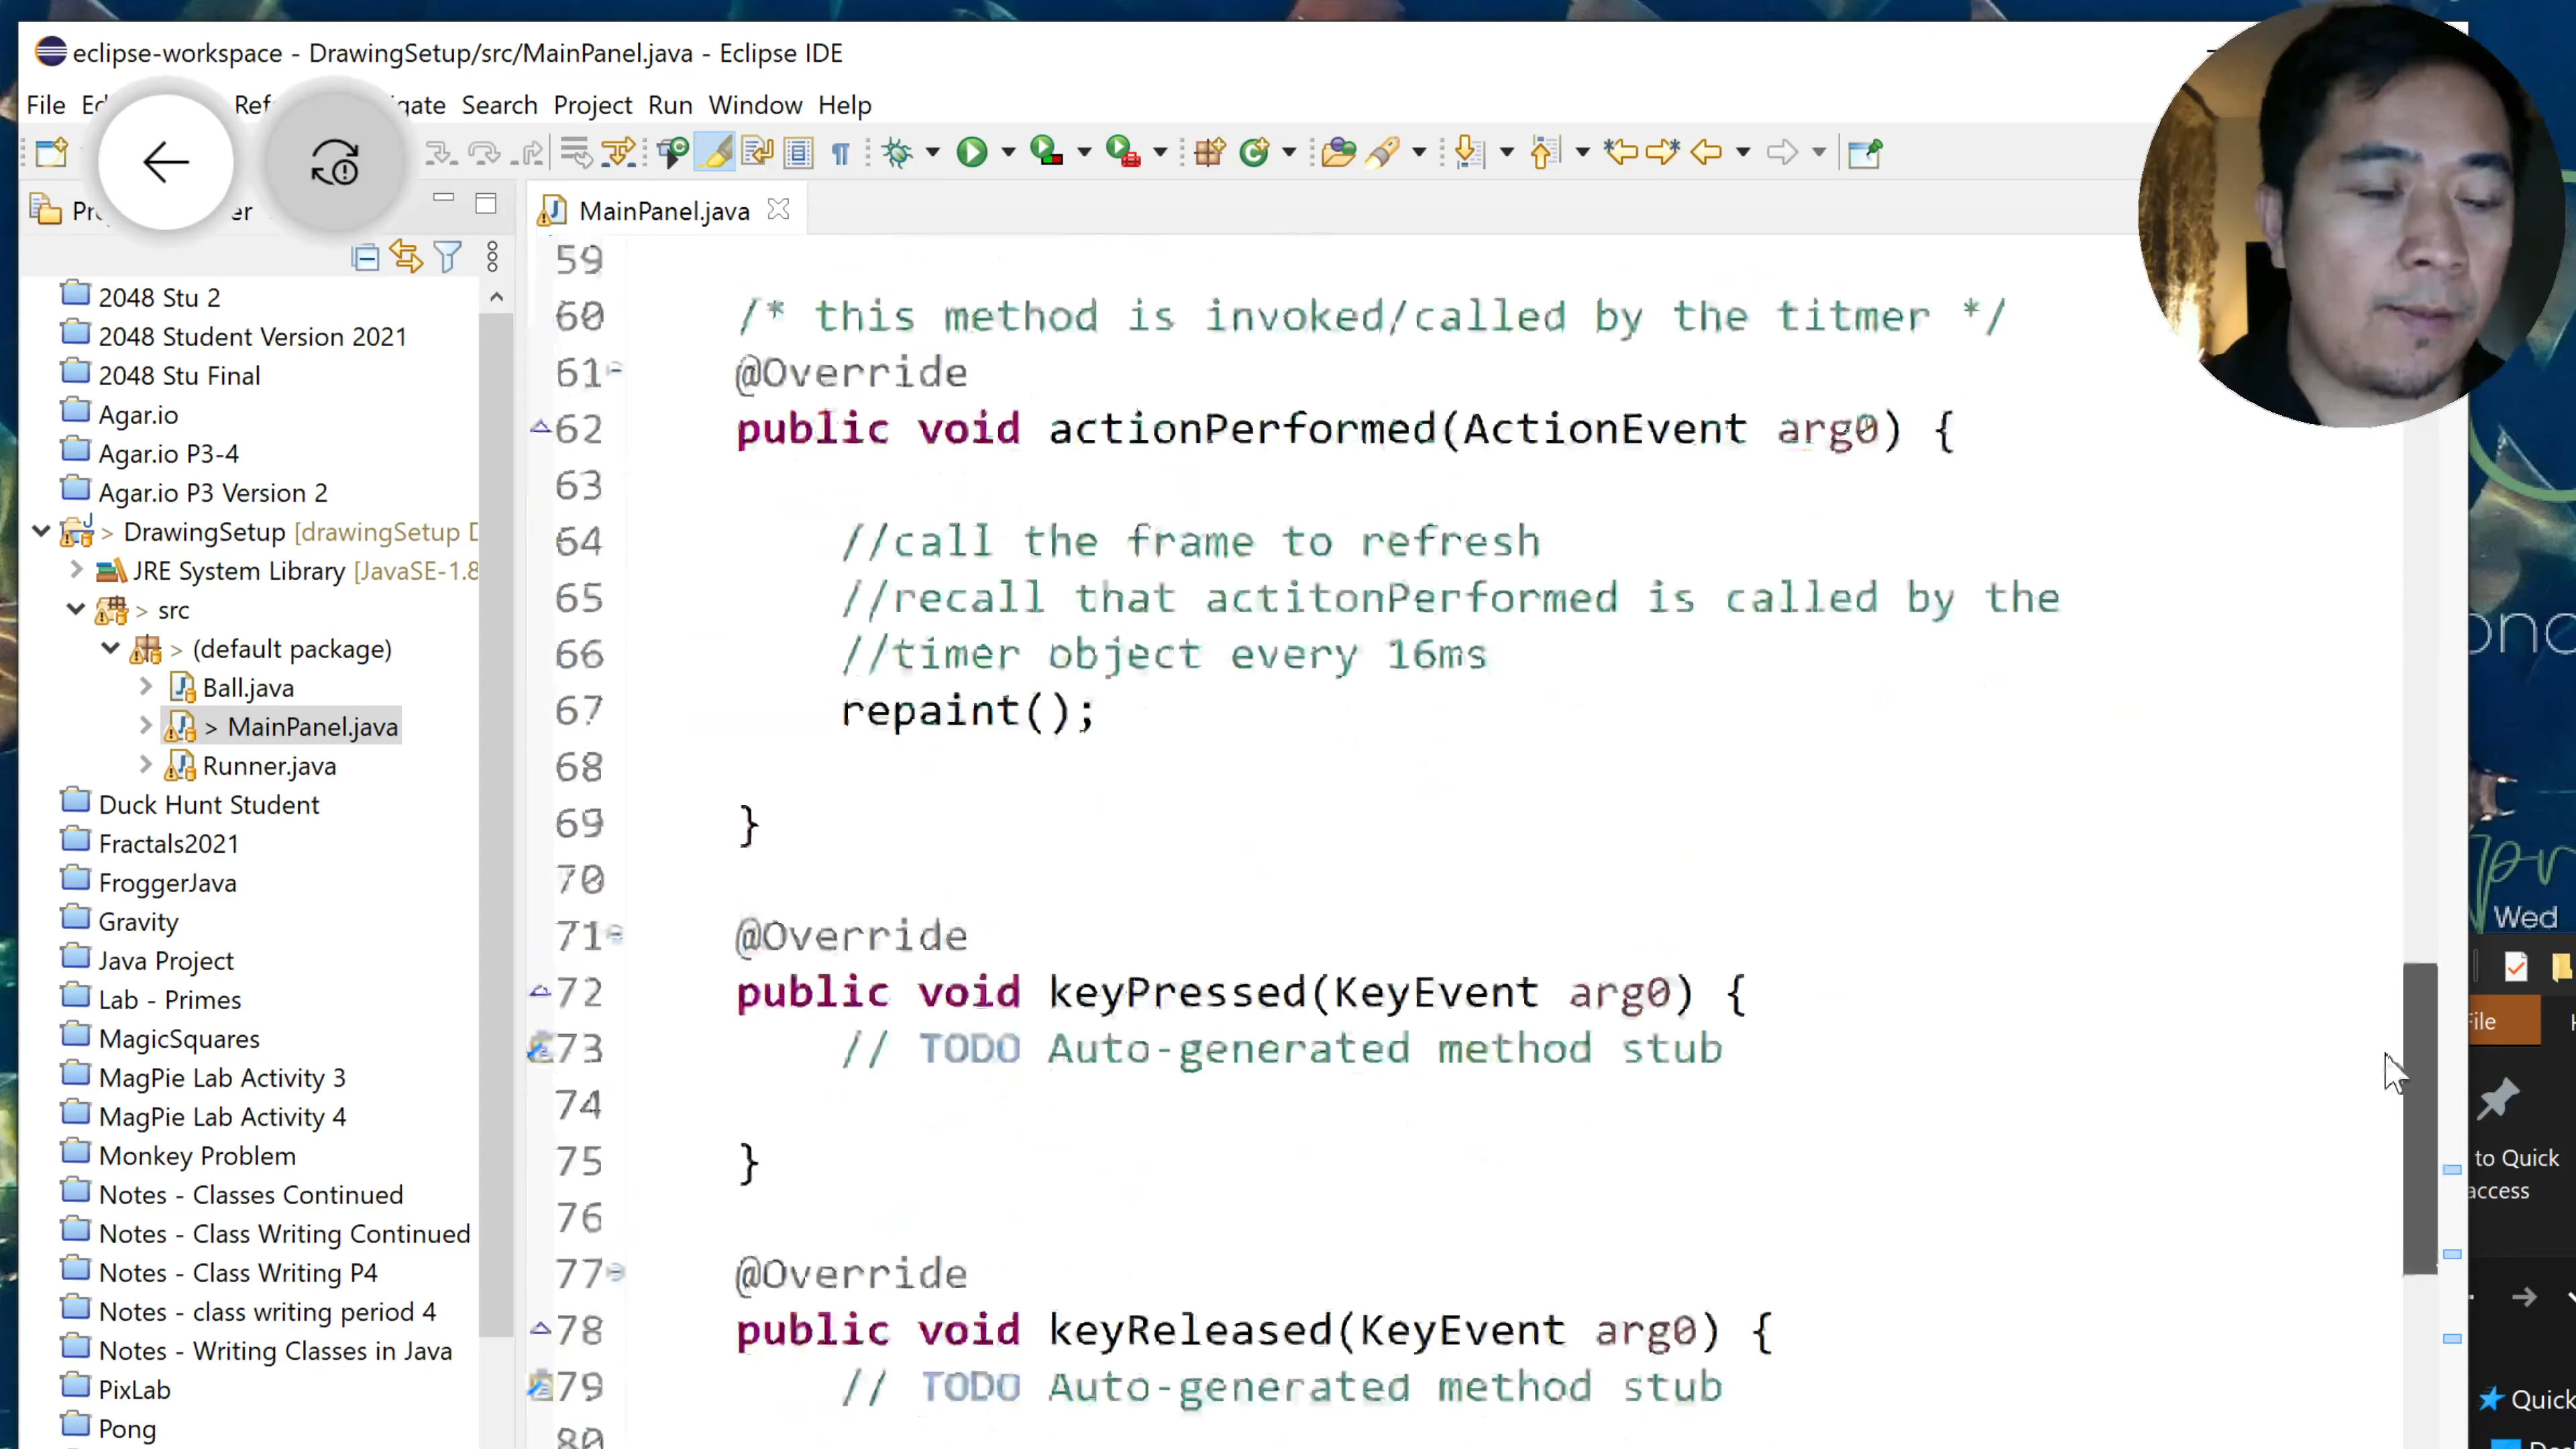 eclipse-workspace - DrawingSetup/src/MainPanel.java - Eclipse IDE
File Ed Ref gate Search Project Run Window Help
Pr er
MainPanel.java
2048 Stu 2
2048 Student Version 2021
2048 Stu Final
Agar.io
Agar.io P3-4
Agar.io P3 Version 2
> DrawingSetup [drawingSetup D
JRE System Library [JavaSE-1.8
> src
> (default package)
Ball.java
> MainPanel.java
Runner.java
Duck Hunt Student
Fractals2021
FroggerJava
Gravity
Java Project
Lab - Primes
MagicSquares
MagPie Lab Activity 3
MagPie Lab Activity 4
Monkey Problem
Notes - Classes Continued
Notes - Class Writing Continued
Notes - Class Writing P4
Notes - class writing period 4
Notes - Writing Classes in Java
PixLab
Pong
59
60 /* this method is invoked/called by the titmer */
61 @Override
62 public void actionPerformed(ActionEvent arg0) {
63
64 //call the frame to refresh
65 //recall that actitonPerformed is called by the
66 //timer object every 16ms
67 repaint();
68
69 }
70
71 @Override
72 public void keyPressed(KeyEvent arg0) {
73 // TODO Auto-generated method stub
74
75 }
76
77 @Override
78 public void keyReleased(KeyEvent arg0) {
79 // TODO Auto-generated method stub
80
Wed
File
to Quick
access
Quick